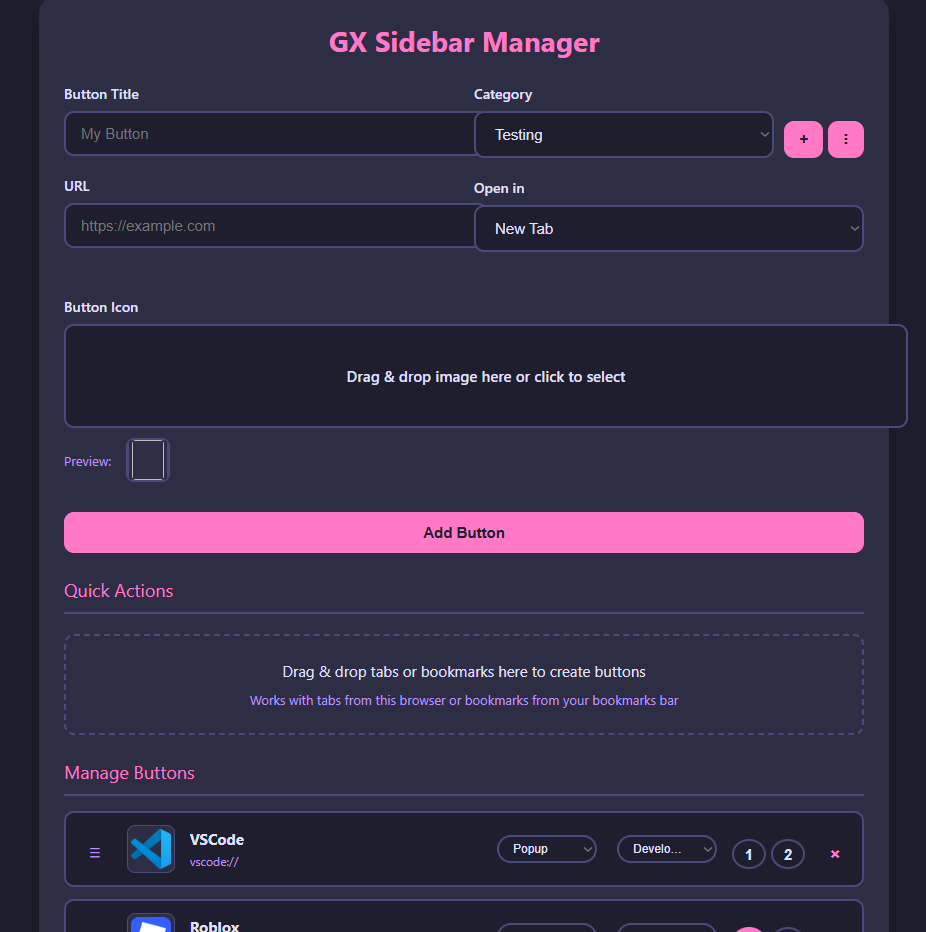 GX Sidebar Manager
Button Title
Category
My Button
Testing
+
⋮
URL
Open in
https://example.com
New Tab
Button Icon
Drag & drop image here or click to select
Preview:
Add Button
Quick Actions
Drag & drop tabs or bookmarks here to create buttons
Works with tabs from this browser or bookmarks from your bookmarks bar
Manage Buttons
VSCode
vscode://
Popup
Develo...
1
2
Roblox